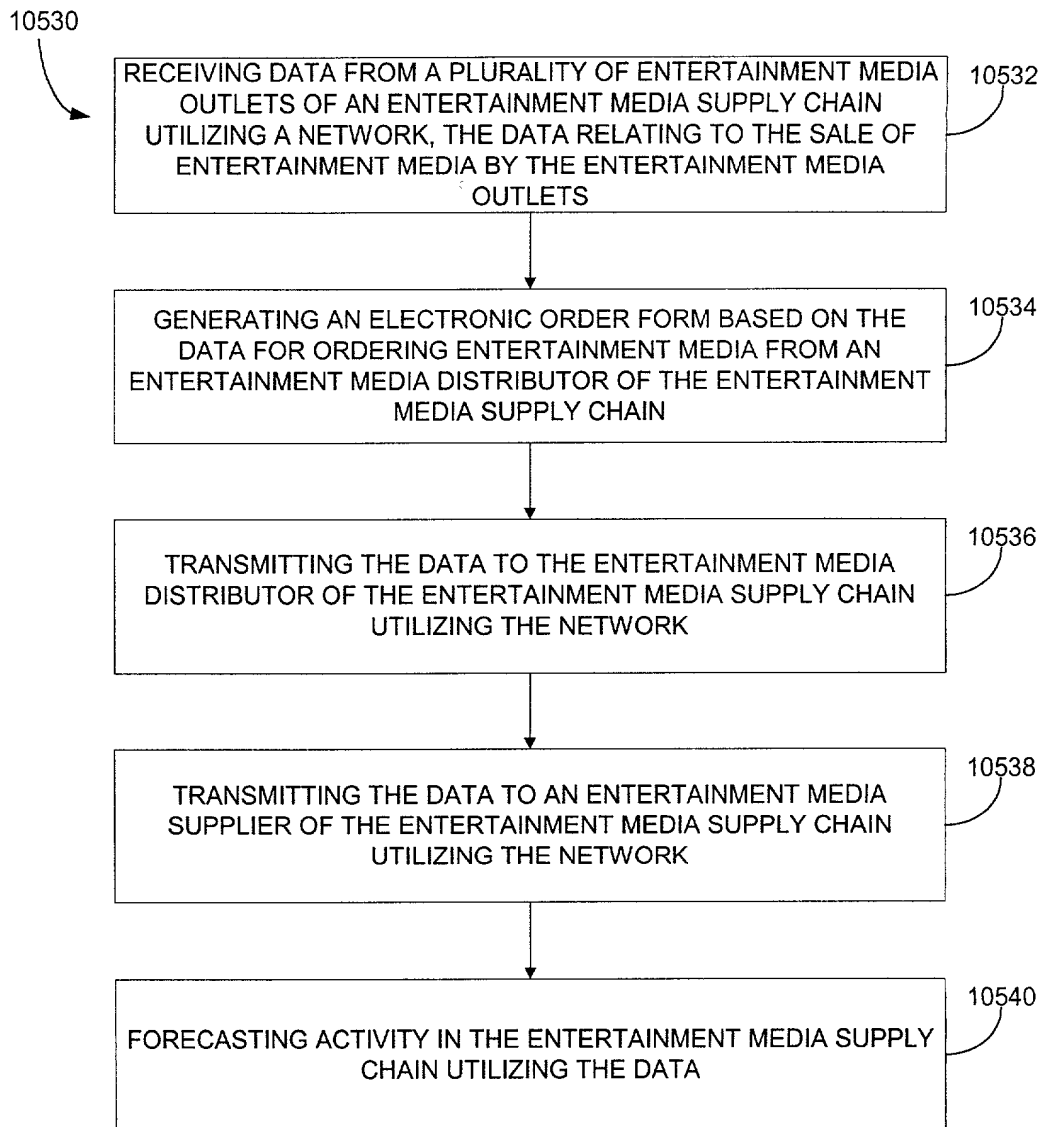 10530
RECEIVING DATA FROM A PLURALITY OF ENTERTAINMENT MEDIA
OUTLETS OF AN ENTERTAINMENT MEDIA SUPPLY CHAIN
UTILIZING A NETWORK, THE DATA RELATING TO THE SALE OF
ENTERTAINMENT MEDIA BY THE ENTERTAINMENT MEDIA
OUTLETS
10532
GENERATING AN ELECTRONIC ORDER FORM BASED ON THE
DATA FOR ORDERING ENTERTAINMENT MEDIA FROM AN
ENTERTAINMENT MEDIA DISTRIBUTOR OF THE ENTERTAINMENT
MEDIA SUPPLY CHAIN
10534
TRANSMITTING THE DATA TO THE ENTERTAINMENT MEDIA
DISTRIBUTOR OF THE ENTERTAINMENT MEDIA SUPPLY CHAIN
UTILIZING THE NETWORK
10536
TRANSMITTING THE DATA TO AN ENTERTAINMENT MEDIA
SUPPLIER OF THE ENTERTAINMENT MEDIA SUPPLY CHAIN
UTILIZING THE NETWORK
10538
FORECASTING ACTIVITY IN THE ENTERTAINMENT MEDIA SUPPLY
CHAIN UTILIZING THE DATA
10540